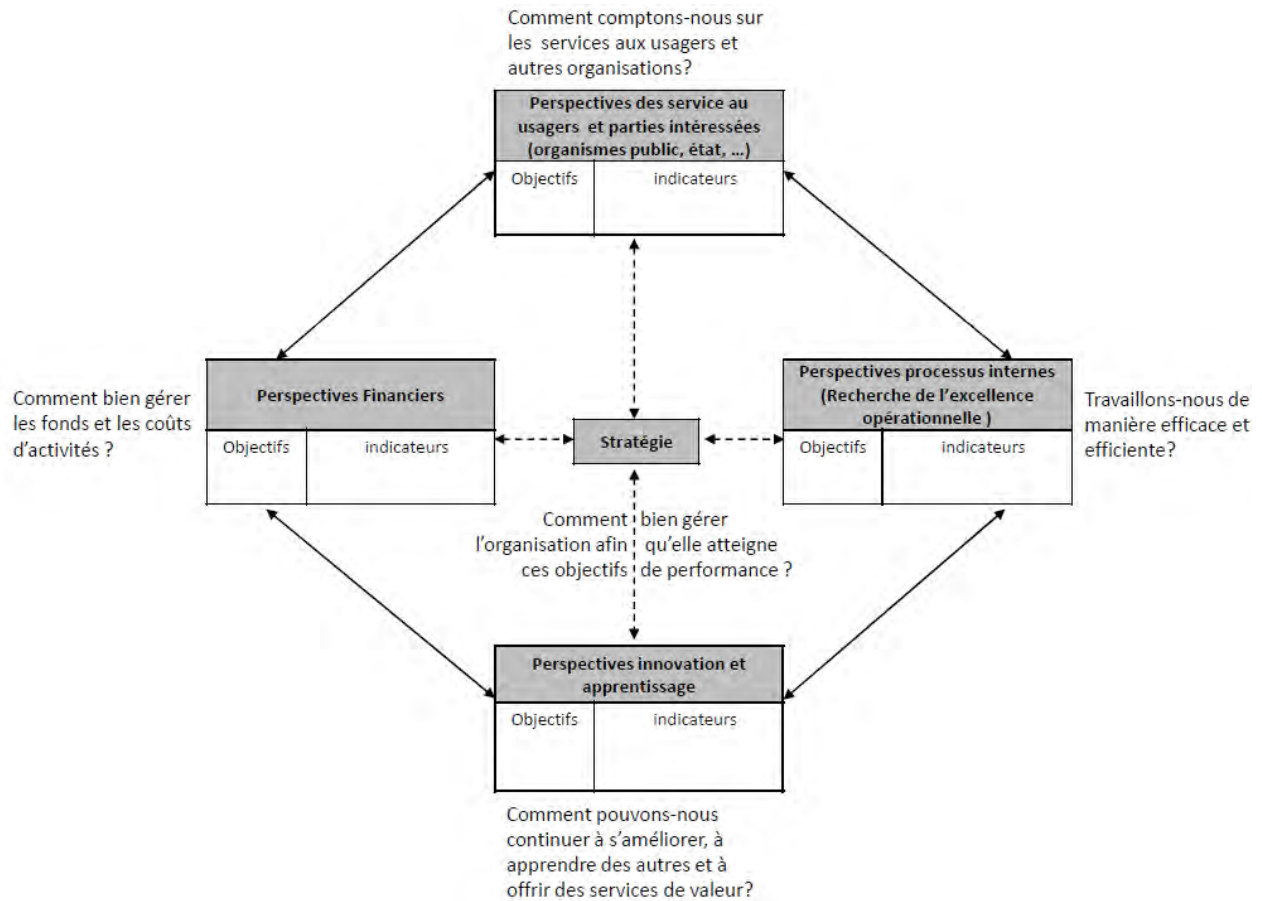 Comment comptons-nous sur
les services aux usagers et
autres organisations?
Perspectives des service au
usagers et parties intéressées
(organismes public, état, ...)
Objectifs
indicateurs
Comment bien gérer
les fonds et les coûts
d'activités ?
Perspectives Financiers
Objectifs
indicateurs
Stratégie
Perspectives processus internes
(Recherche de l'excellence
opérationnelle )
Objectifs
indicateurs
Travaillons-nous de
manière efficace et
efficiente?
Comment bien gérer
l'organisation afin qu'elle atteigne
ces objectifs de performance ?
Perspectives innovation et
apprentissage
Objectifs
indicateurs
Comment pouvons-nous
continuer à s'améliorer, à
apprendre des autres et à
offrir des services de valeur?